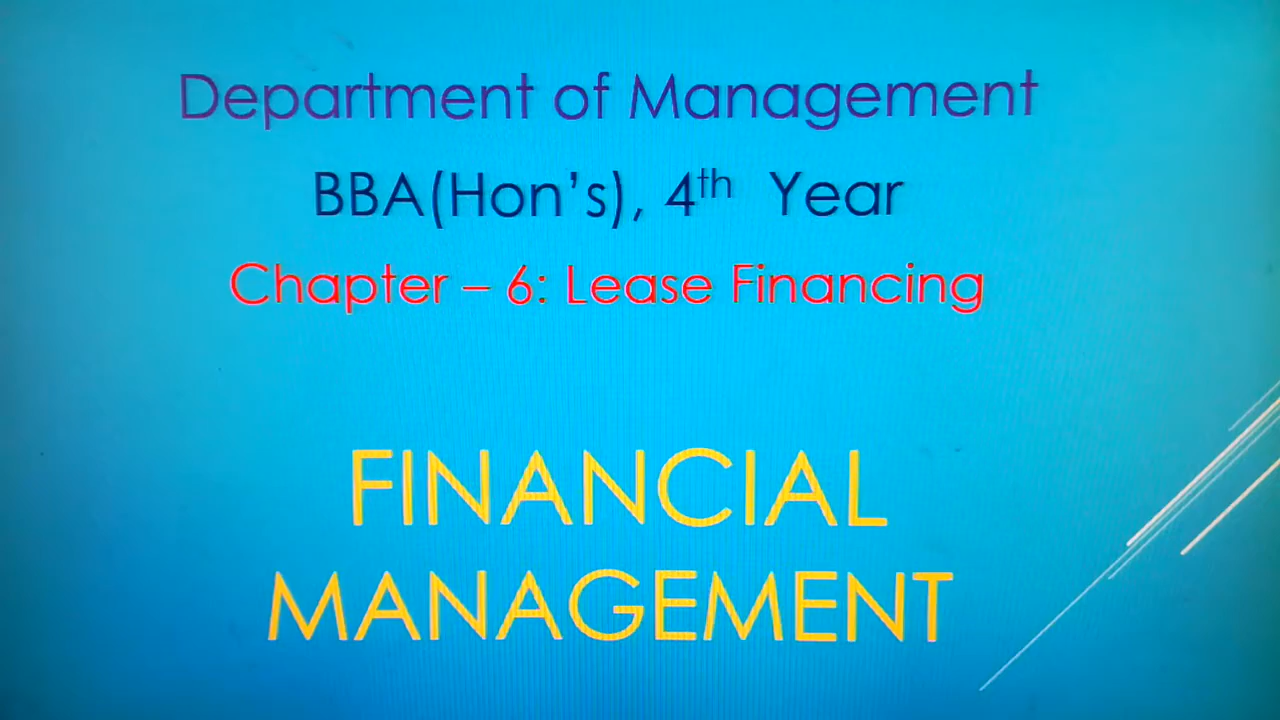 Department of Management
BBA(Hon’s), 4th Year
Chapter – 6: Lease Financing
FINANCIAL
MANAGEMENT